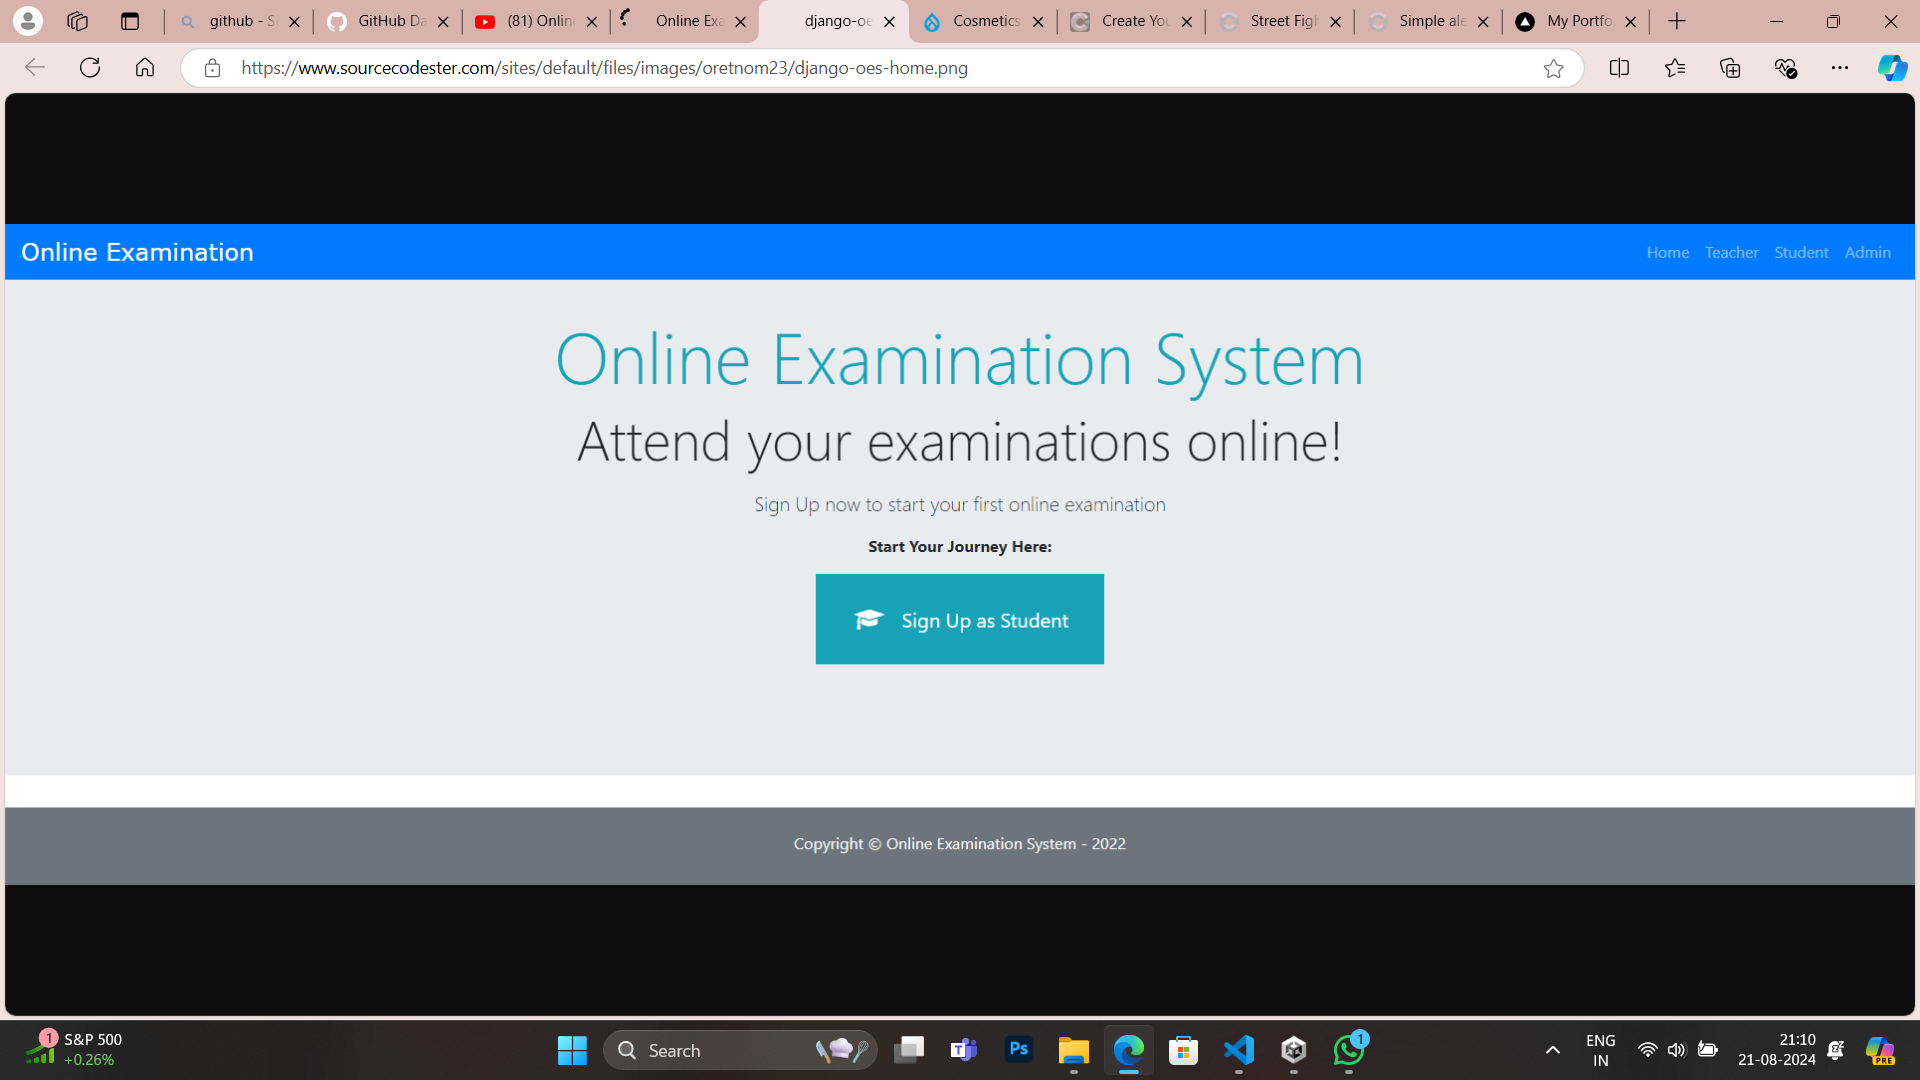 github - S
GitHub Da
(81) Online
Online Exa
django-oe
Cosmetics
Create You
Street Figh
Simple ale
My Portfo
https://www.sourcecodester.com/sites/default/files/images/oretnom23/django-oes-home.png
Online Examination
Home Teacher Student Admin
Online Examination System
Attend your examinations online!
Sign Up now to start your first online examination
Start Your Journey Here:
Sign Up as Student
Copyright © Online Examination System - 2022
1
S&P 500
+0.26%
Search
Ps
1
ENG
IN
21:10
21-08-2024
PRE